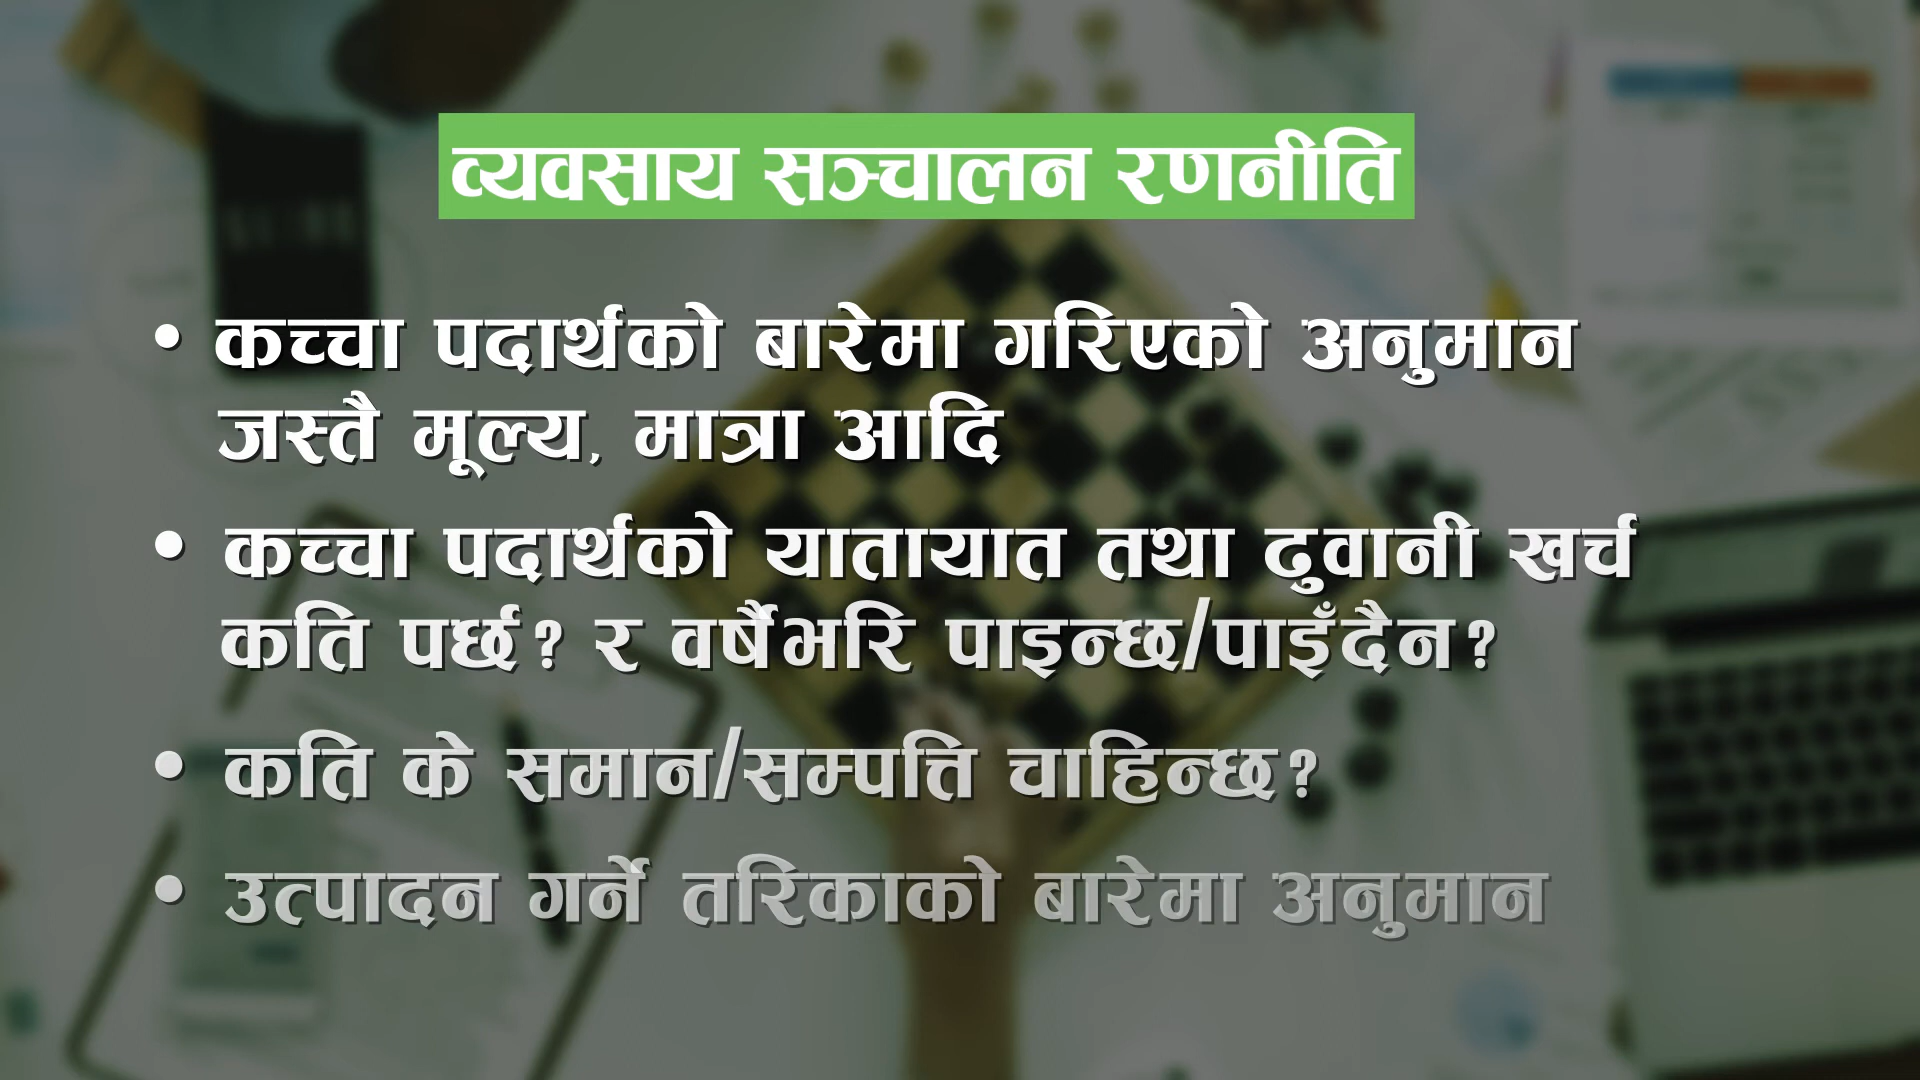 व्यवसाय सञ्चालन रणनीति
• कच्चा पदार्थको बारेमा गरिएको अनुमान
जस्तै मूल्य, मात्रा आदि
• कच्चा पदार्थको यातायात तथा ढुवानी खर्च
कति पर्छ? र वर्षैभरि पाइन्छ/पाइँदैन?
• कति के समान/सम्पत्ति चाहिन्छ?
• उत्पादन गर्ने तरिकाको बारेमा अनुमान